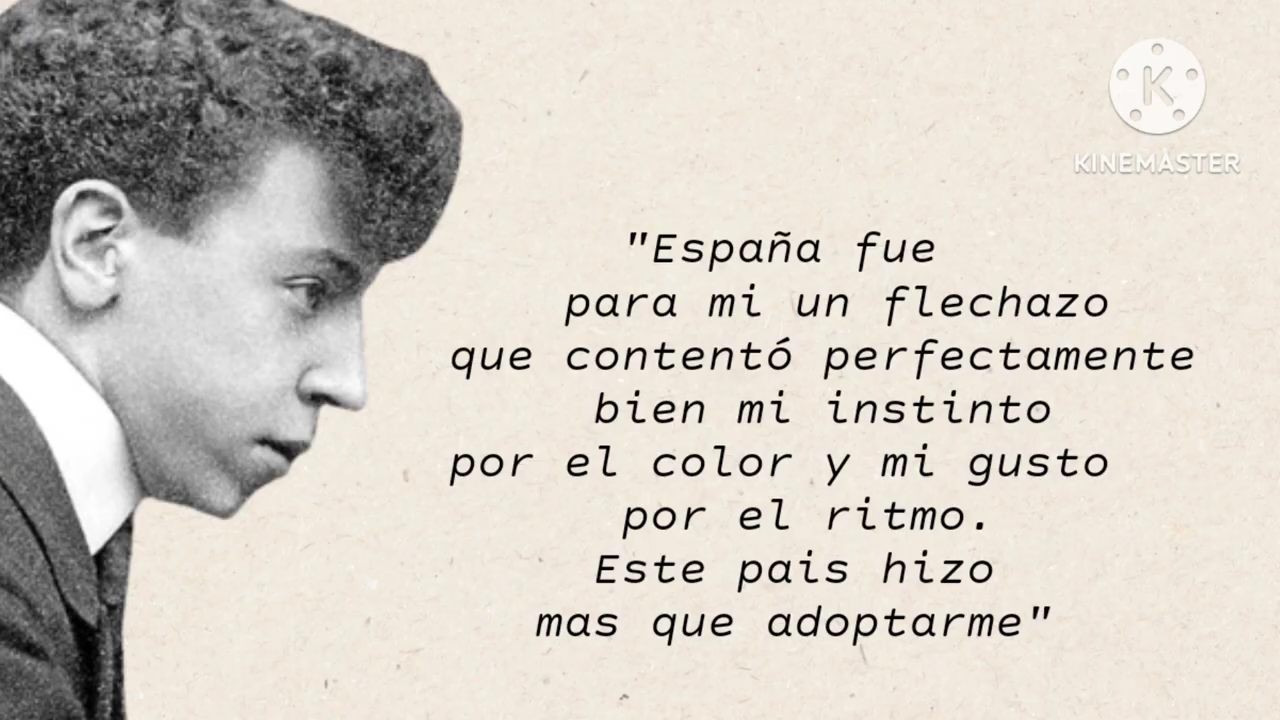 K
KINEMASTER
"España fue
para mi un flechazo
que contentó perfectamente
bien mi instinto
por el color y mi gusto
por el ritmo.
Este pais hizo
mas que adoptarme"